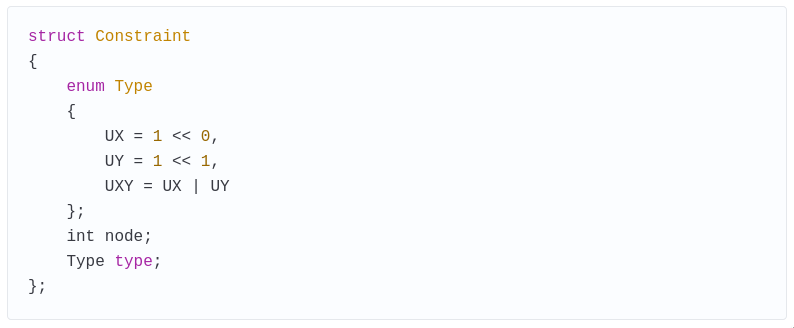 struct Constraint
{
    enum Type
    {
        UX = 1 << 0,
        UY = 1 << 1,
        UXY = UX | UY
    };
    int node;
    Type type;
};